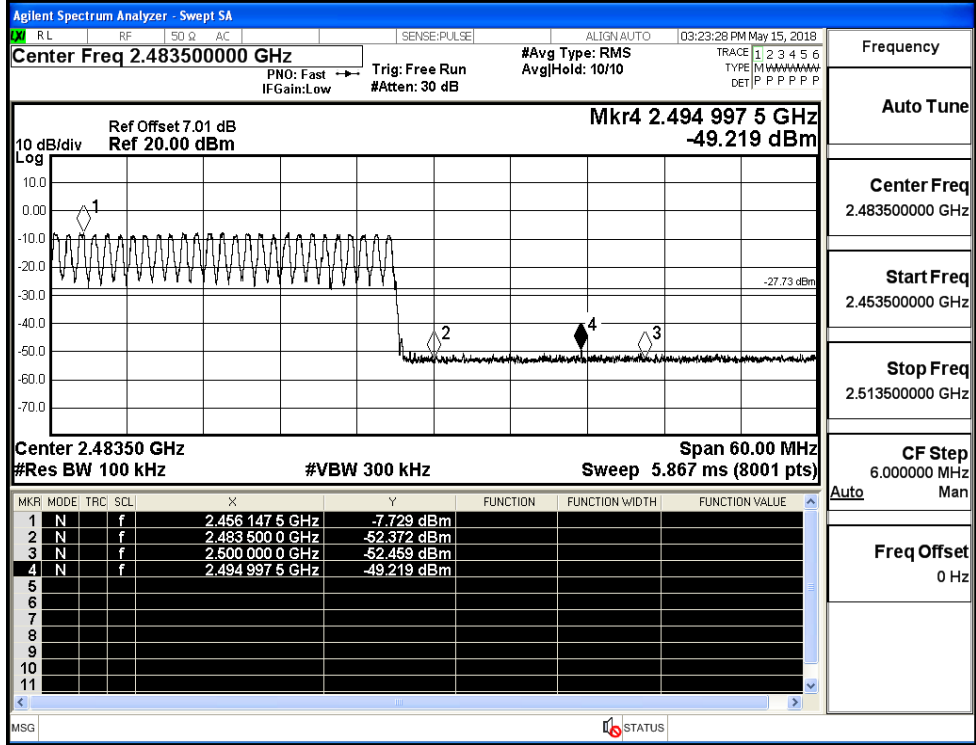 Agilent Spectrum Analyzer - Swept SA
LXI RL RF 50 Ω AC SENSE:PULSE ALIGNAUTO 03:23:28 PM May 15, 2018
Center Freq 2.483500000 GHz
PNO: Fast
IFGain:Low
Trig: Free Run
#Atten: 30 dB
#Avg Type: RMS
Avg|Hold: 10/10
TRACE 1 2 3 4 5 6
TYPE M WWWWW
DET P P P P P P
Frequency
Ref Offset 7.01 dB
10 dB/div Ref 20.00 dBm
Log
Mkr4 2.494 997 5 GHz
-49.219 dBm
10.0
0.00
-10.0
-20.0
-30.0
-40.0
-50.0
-60.0
-70.0
1
2
4
3
-27.73 dBm
Center 2.48350 GHz Span 60.00 MHz
#Res BW 100 kHz #VBW 300 kHz Sweep 5.867 ms (8001 pts)
MKR MODE TRC SCL X Y FUNCTION FUNCTION WIDTH FUNCTION VALUE
1 N f 2.456 147 5 GHz -7.729 dBm
2 N f 2.483 500 0 GHz -52.372 dBm
3 N f 2.500 000 0 GHz -52.459 dBm
4 N f 2.494 997 5 GHz -49.219 dBm
5
6
7
8
9
10
11
MSG STATUS
Auto Tune
Center Freq
2.483500000 GHz
Start Freq
2.453500000 GHz
Stop Freq
2.513500000 GHz
CF Step
6.000000 MHz
Auto Man
Freq Offset
0 Hz